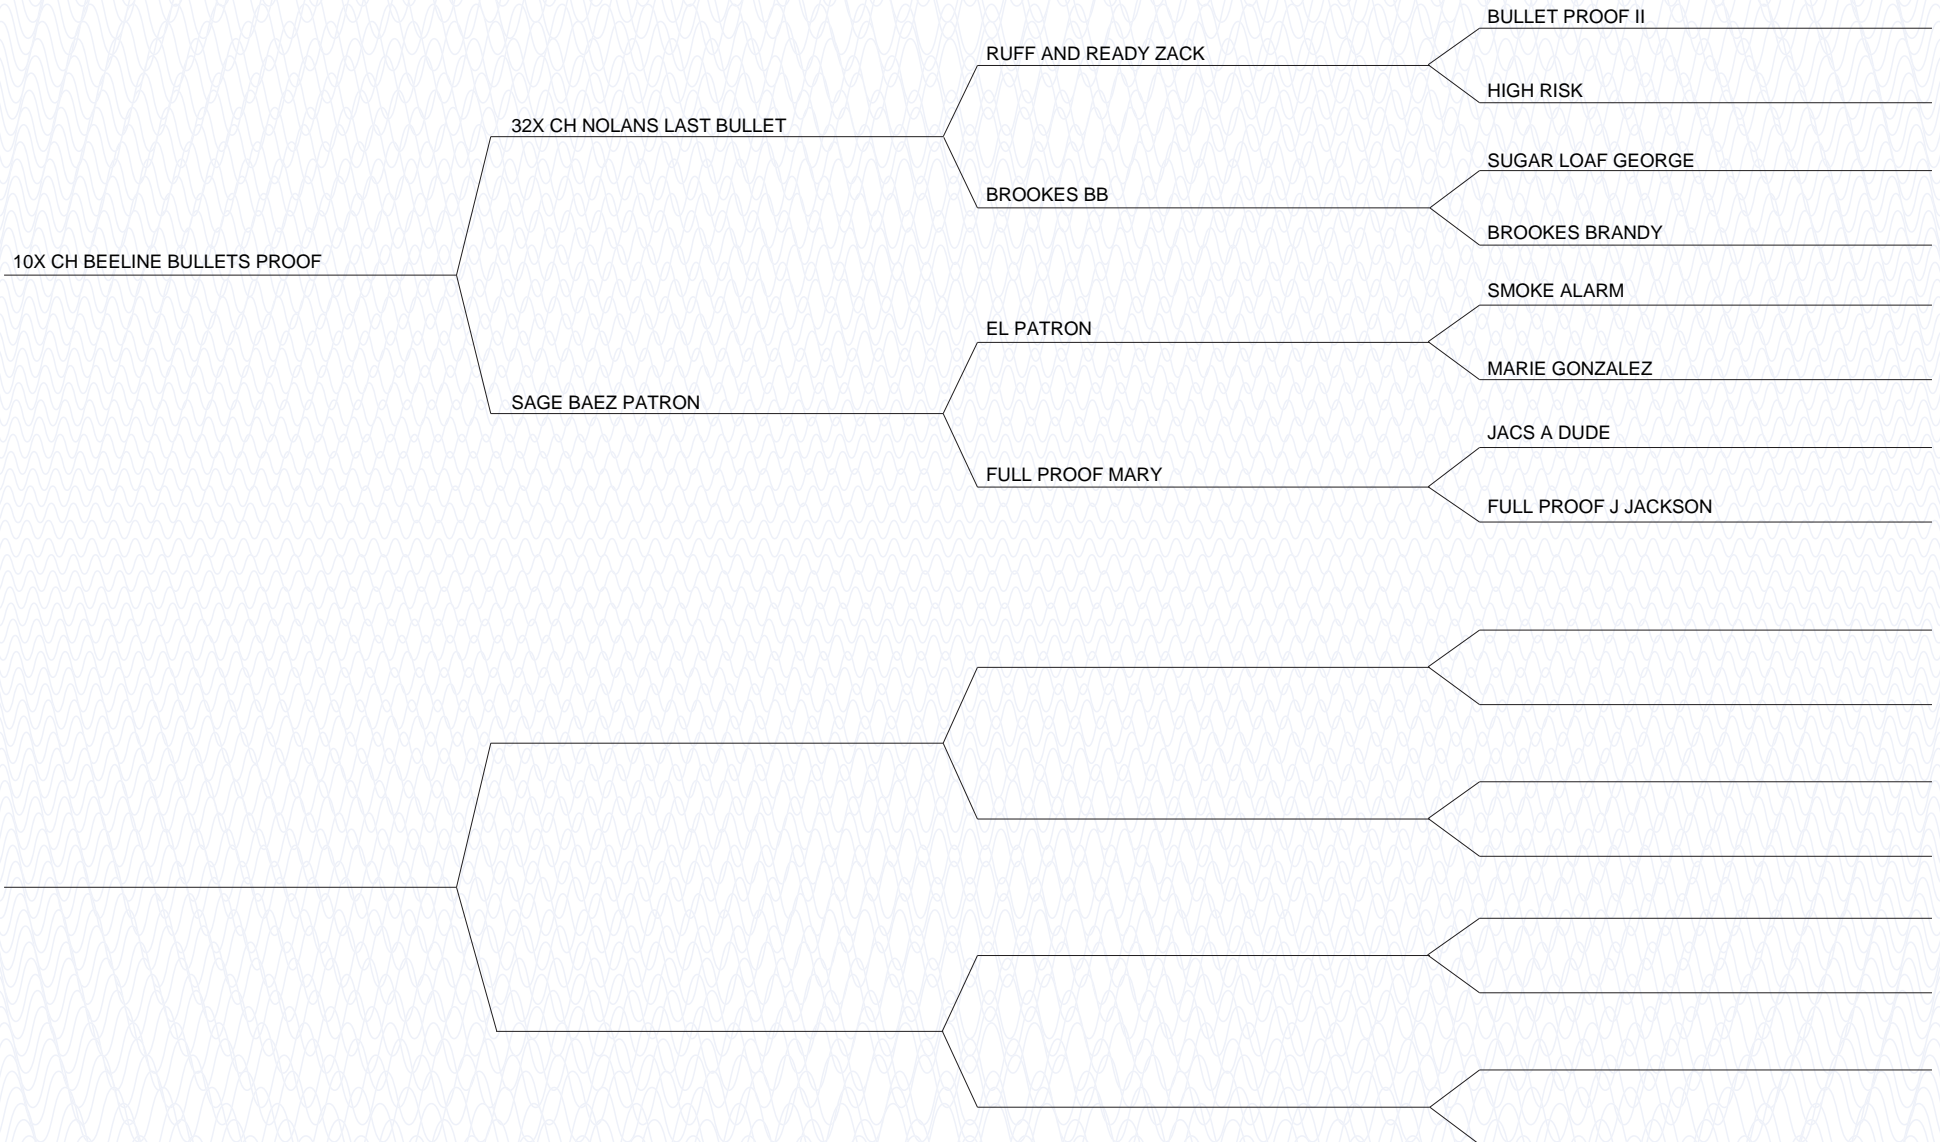 BULLET PROOF II
RUFF AND READY ZACK
HIGH RISK
32X CH NOLANS LAST BULLET
SUGAR LOAF GEORGE
BROOKES BB
BROOKES BRANDY
10X CH BEELINE BULLETS PROOF
SMOKE ALARM
EL PATRON
MARIE GONZALEZ
SAGE BAEZ PATRON
JACS A DUDE
FULL PROOF MARY
FULL PROOF J JACKSON